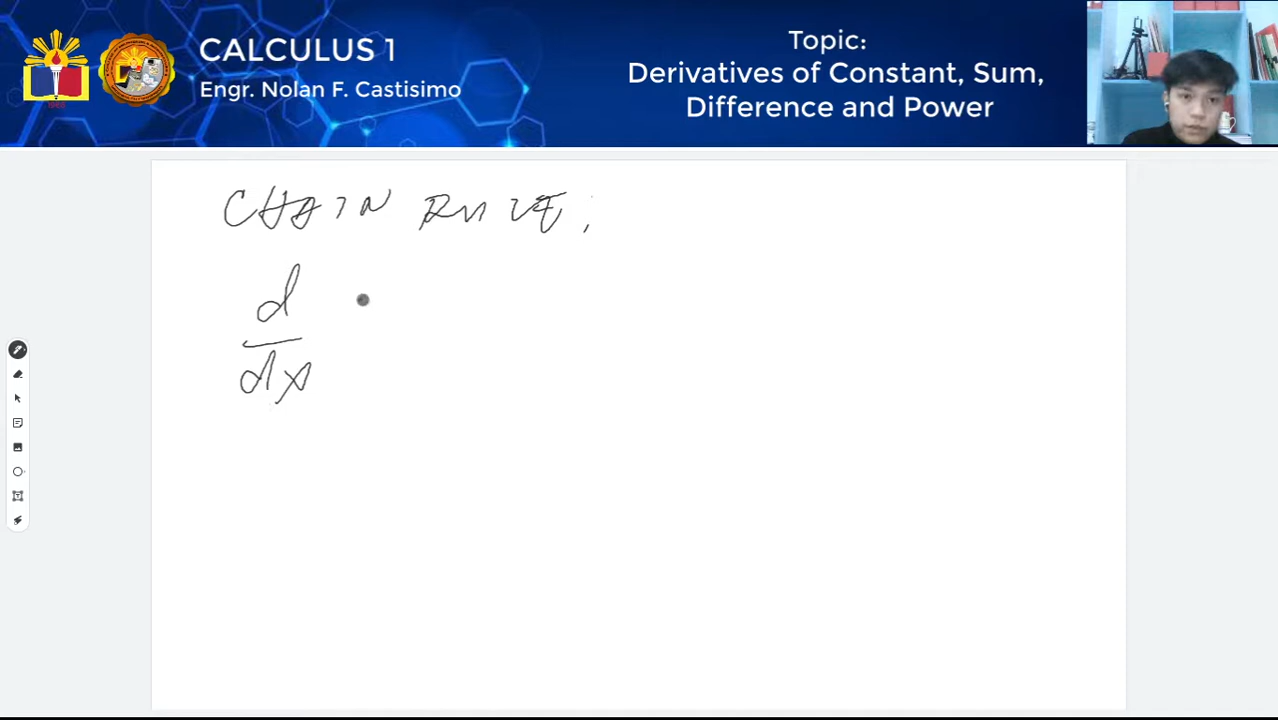 CALCULUS 1
Engr. Nolan F. Castisimo
Topic:
Derivatives of Constant, Sum,
Difference and Power
CHAIN RULE;
d
dx